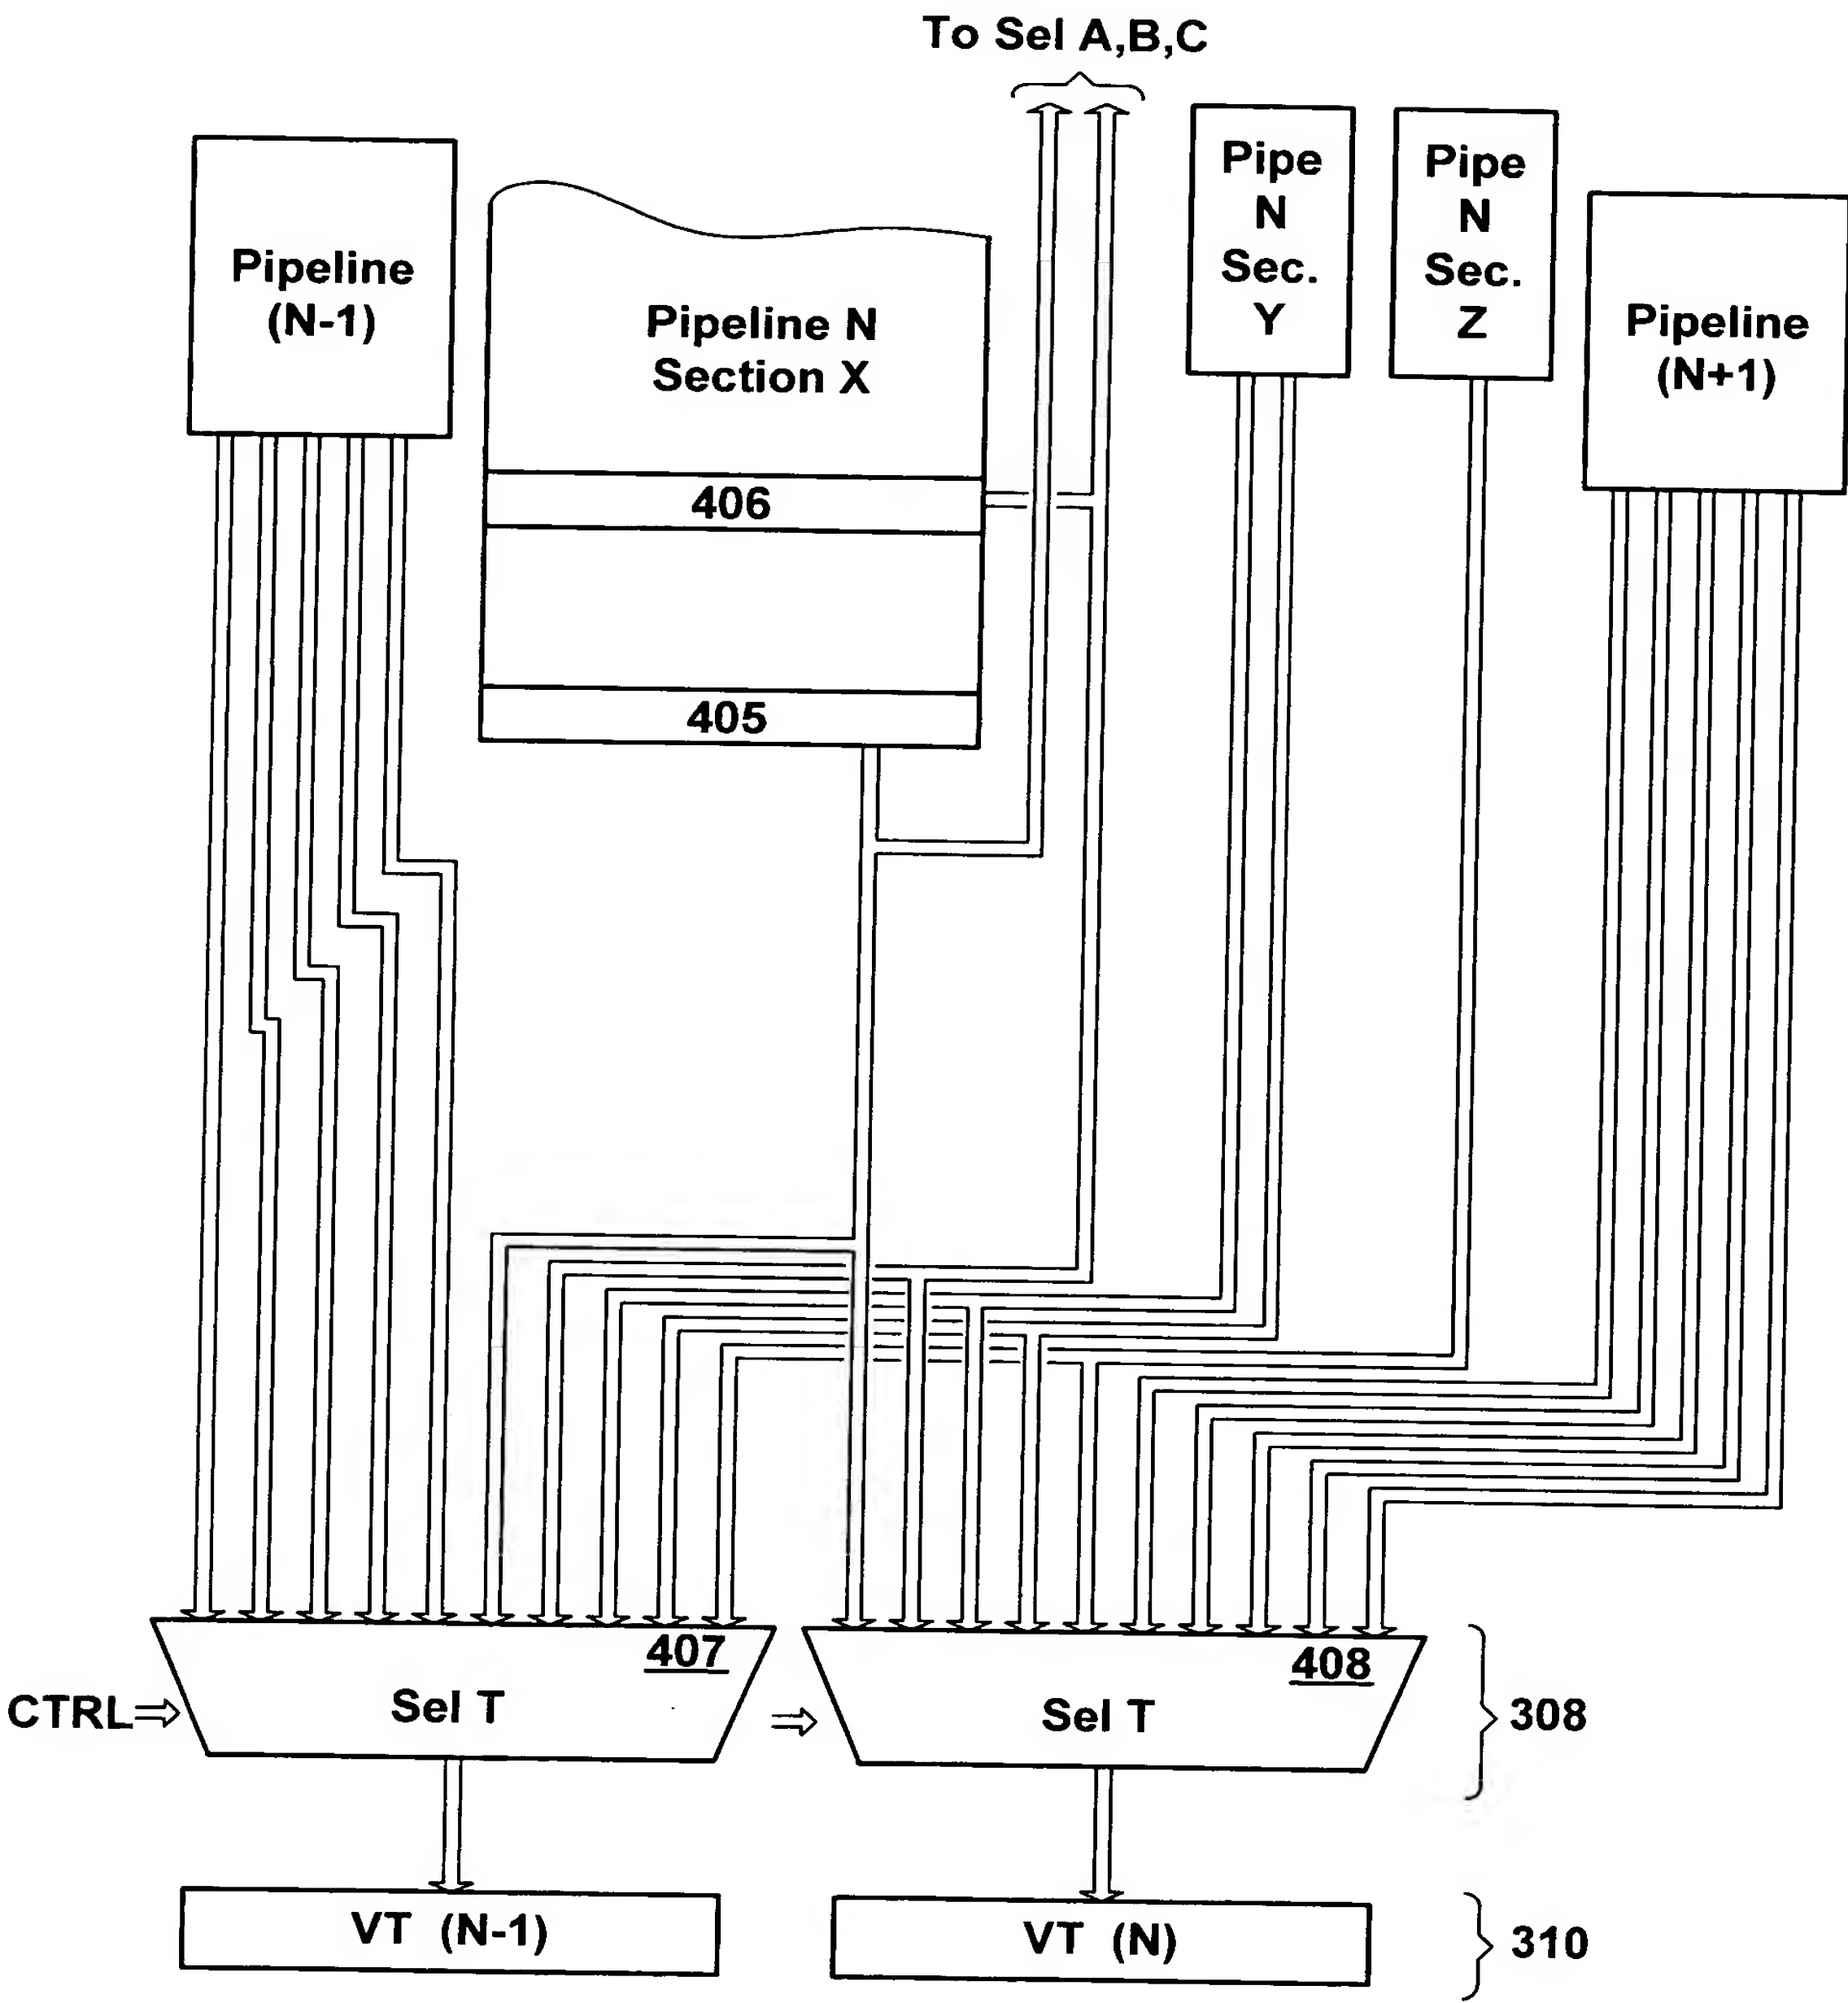 To Sel A,B,C
Pipeline
(N-1)
Pipeline N
Section X
406
405
Pipe
N
Sec.
Y
Pipe
N
Sec.
Z
Pipeline
(N+1)
CTRL
407
Sel T
408
Sel T
308
VT (N-1)
VT (N)
310